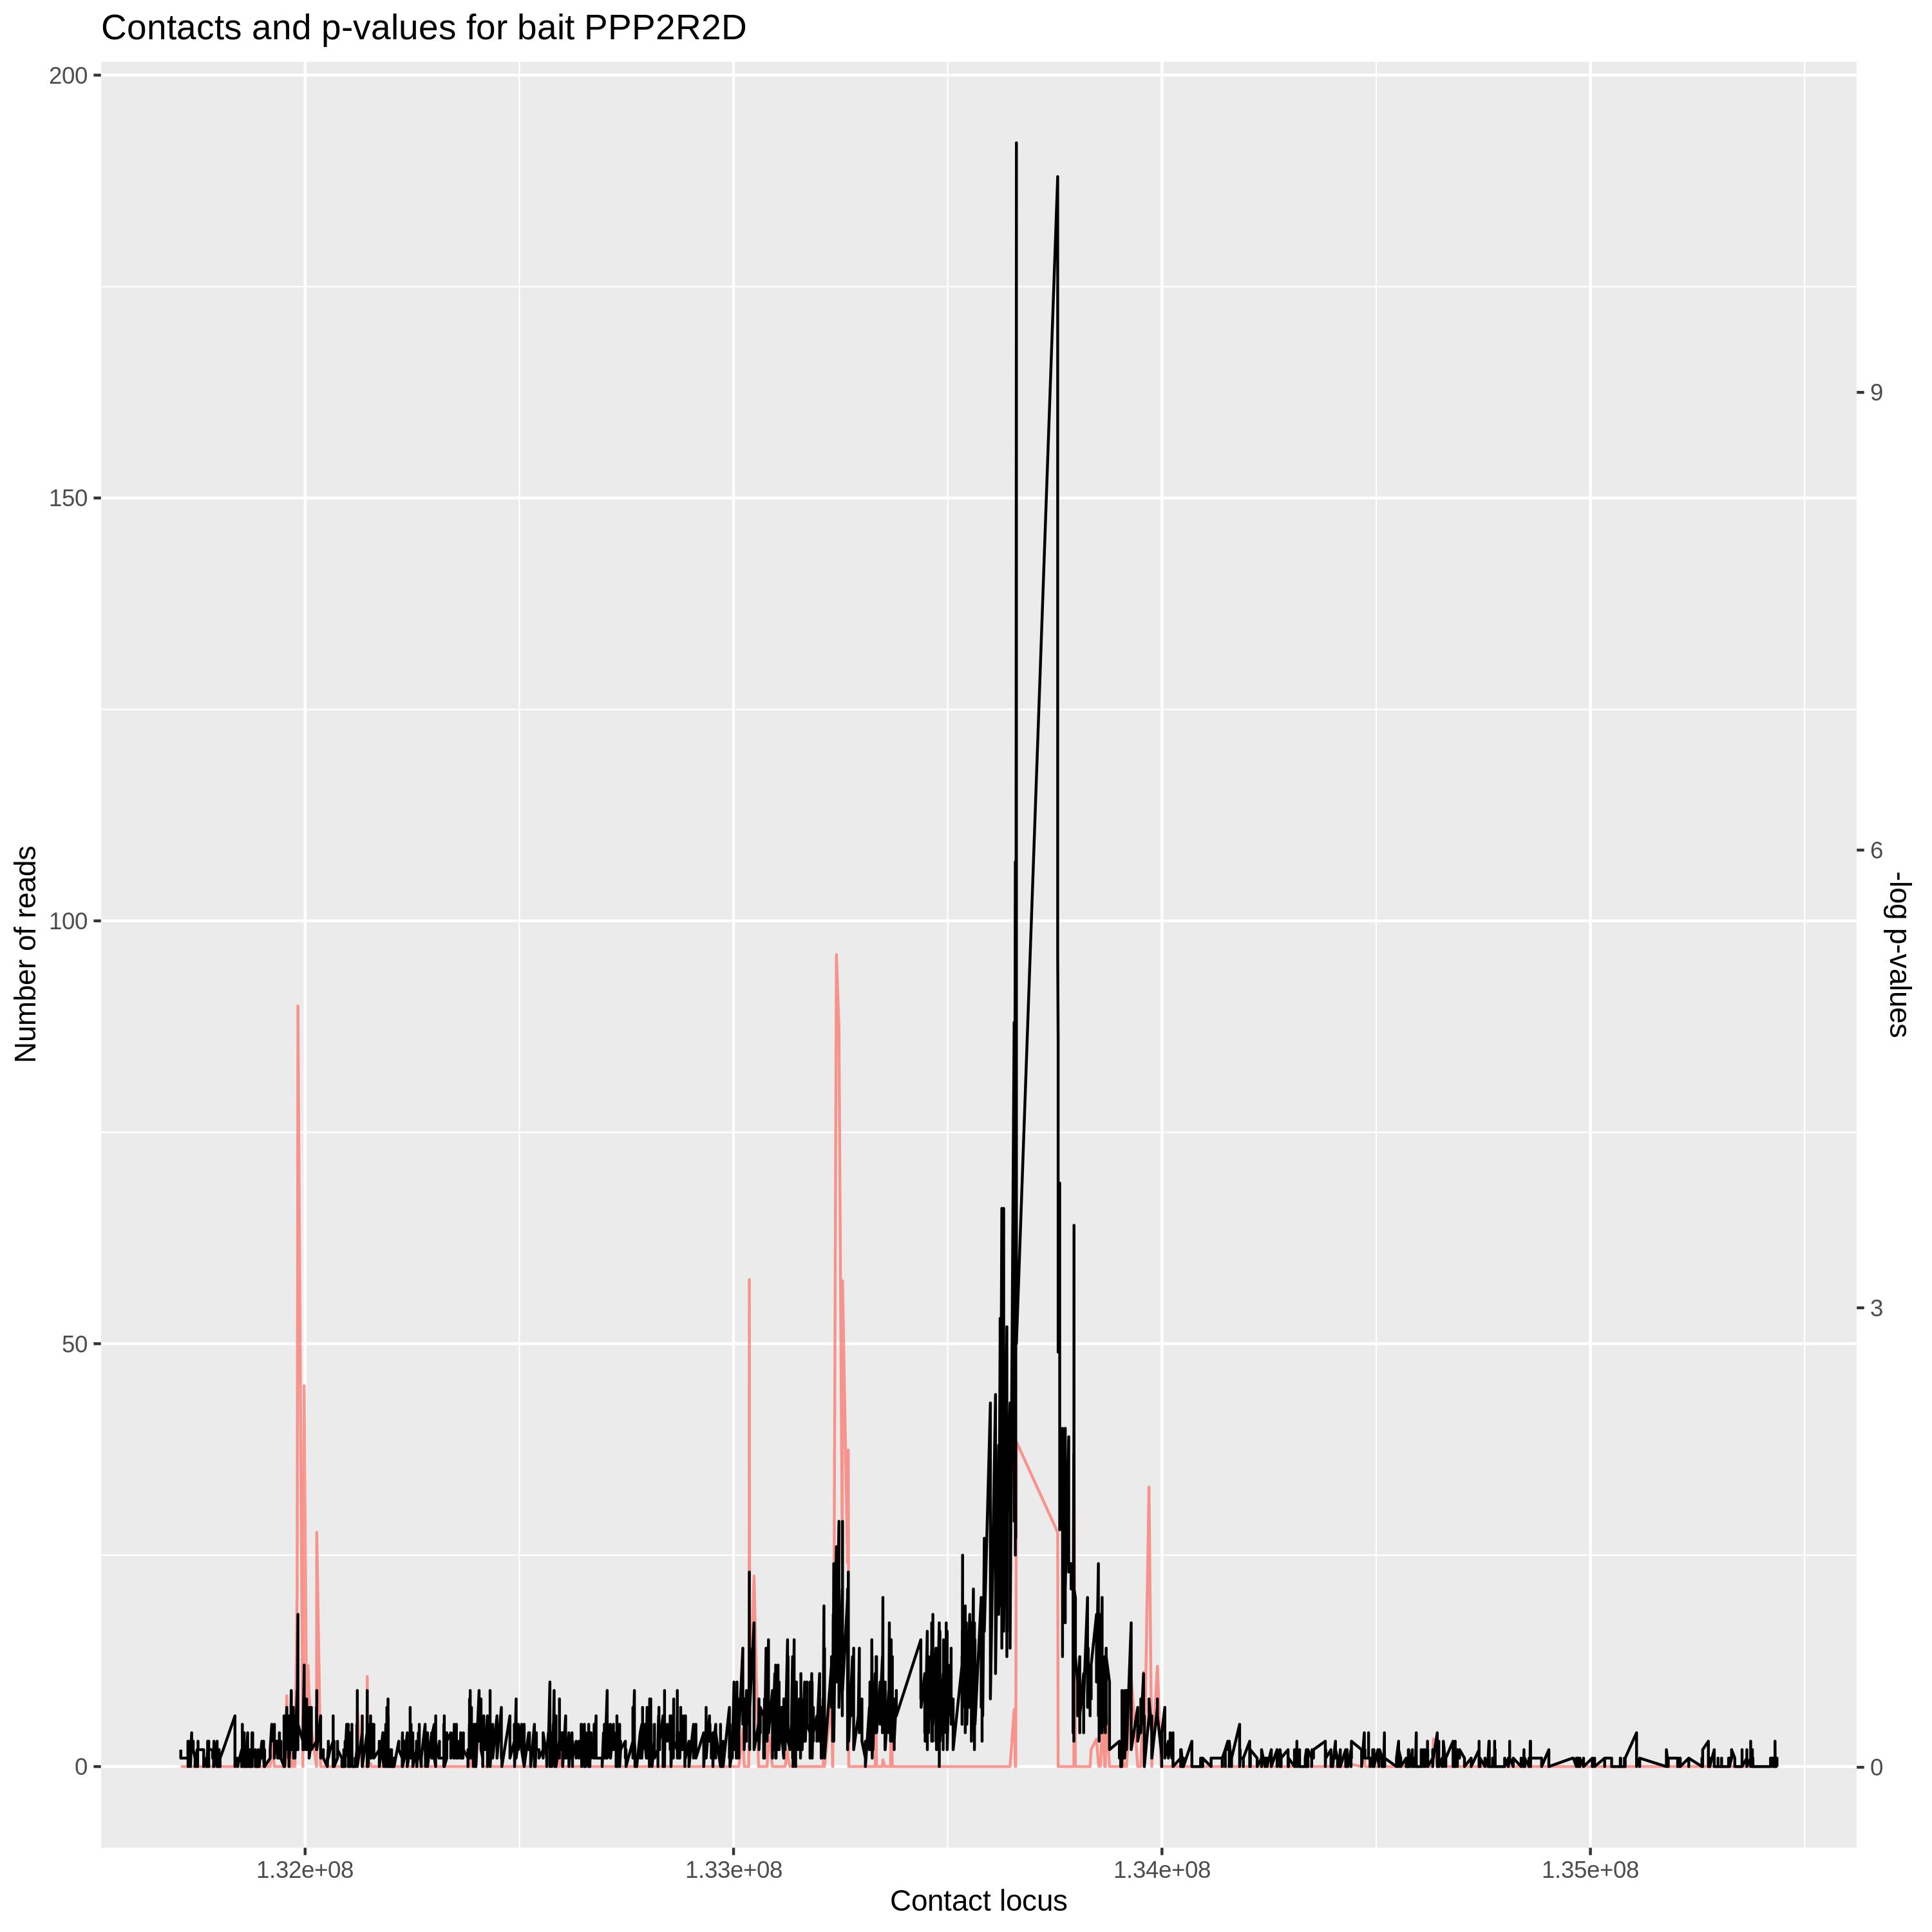 Contacts and p-values for bait PPP2R2D
200
150
100
50
0
Number of reads
9
6
3
0
-log p-values
1.32e+08
1.33e+08
1.34e+08
1.35e+08
Contact locus